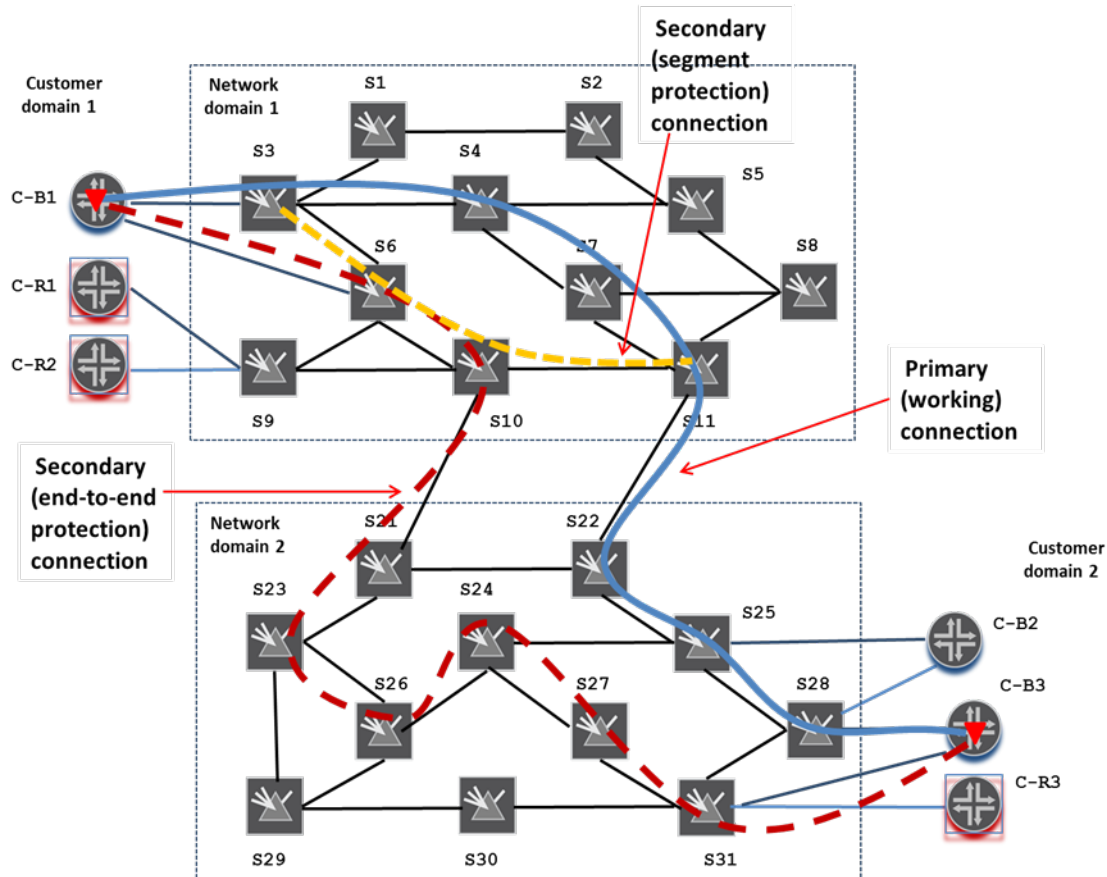 Secondary
(segment
protection)
connection
Customer
domain 1
Network
domain 1
S1
S2
S3
S4
S5
C-B1
S6
S7
S8
C-R1
C-R2
S9
S10
S11
Primary
(working)
connection
Secondary
(end-to-end
protection)
connection
Network
domain 2
S21
S22
Customer
domain 2
S23
S24
S25
C-B2
S26
S27
S28
C-B3
C-R3
S29
S30
S31